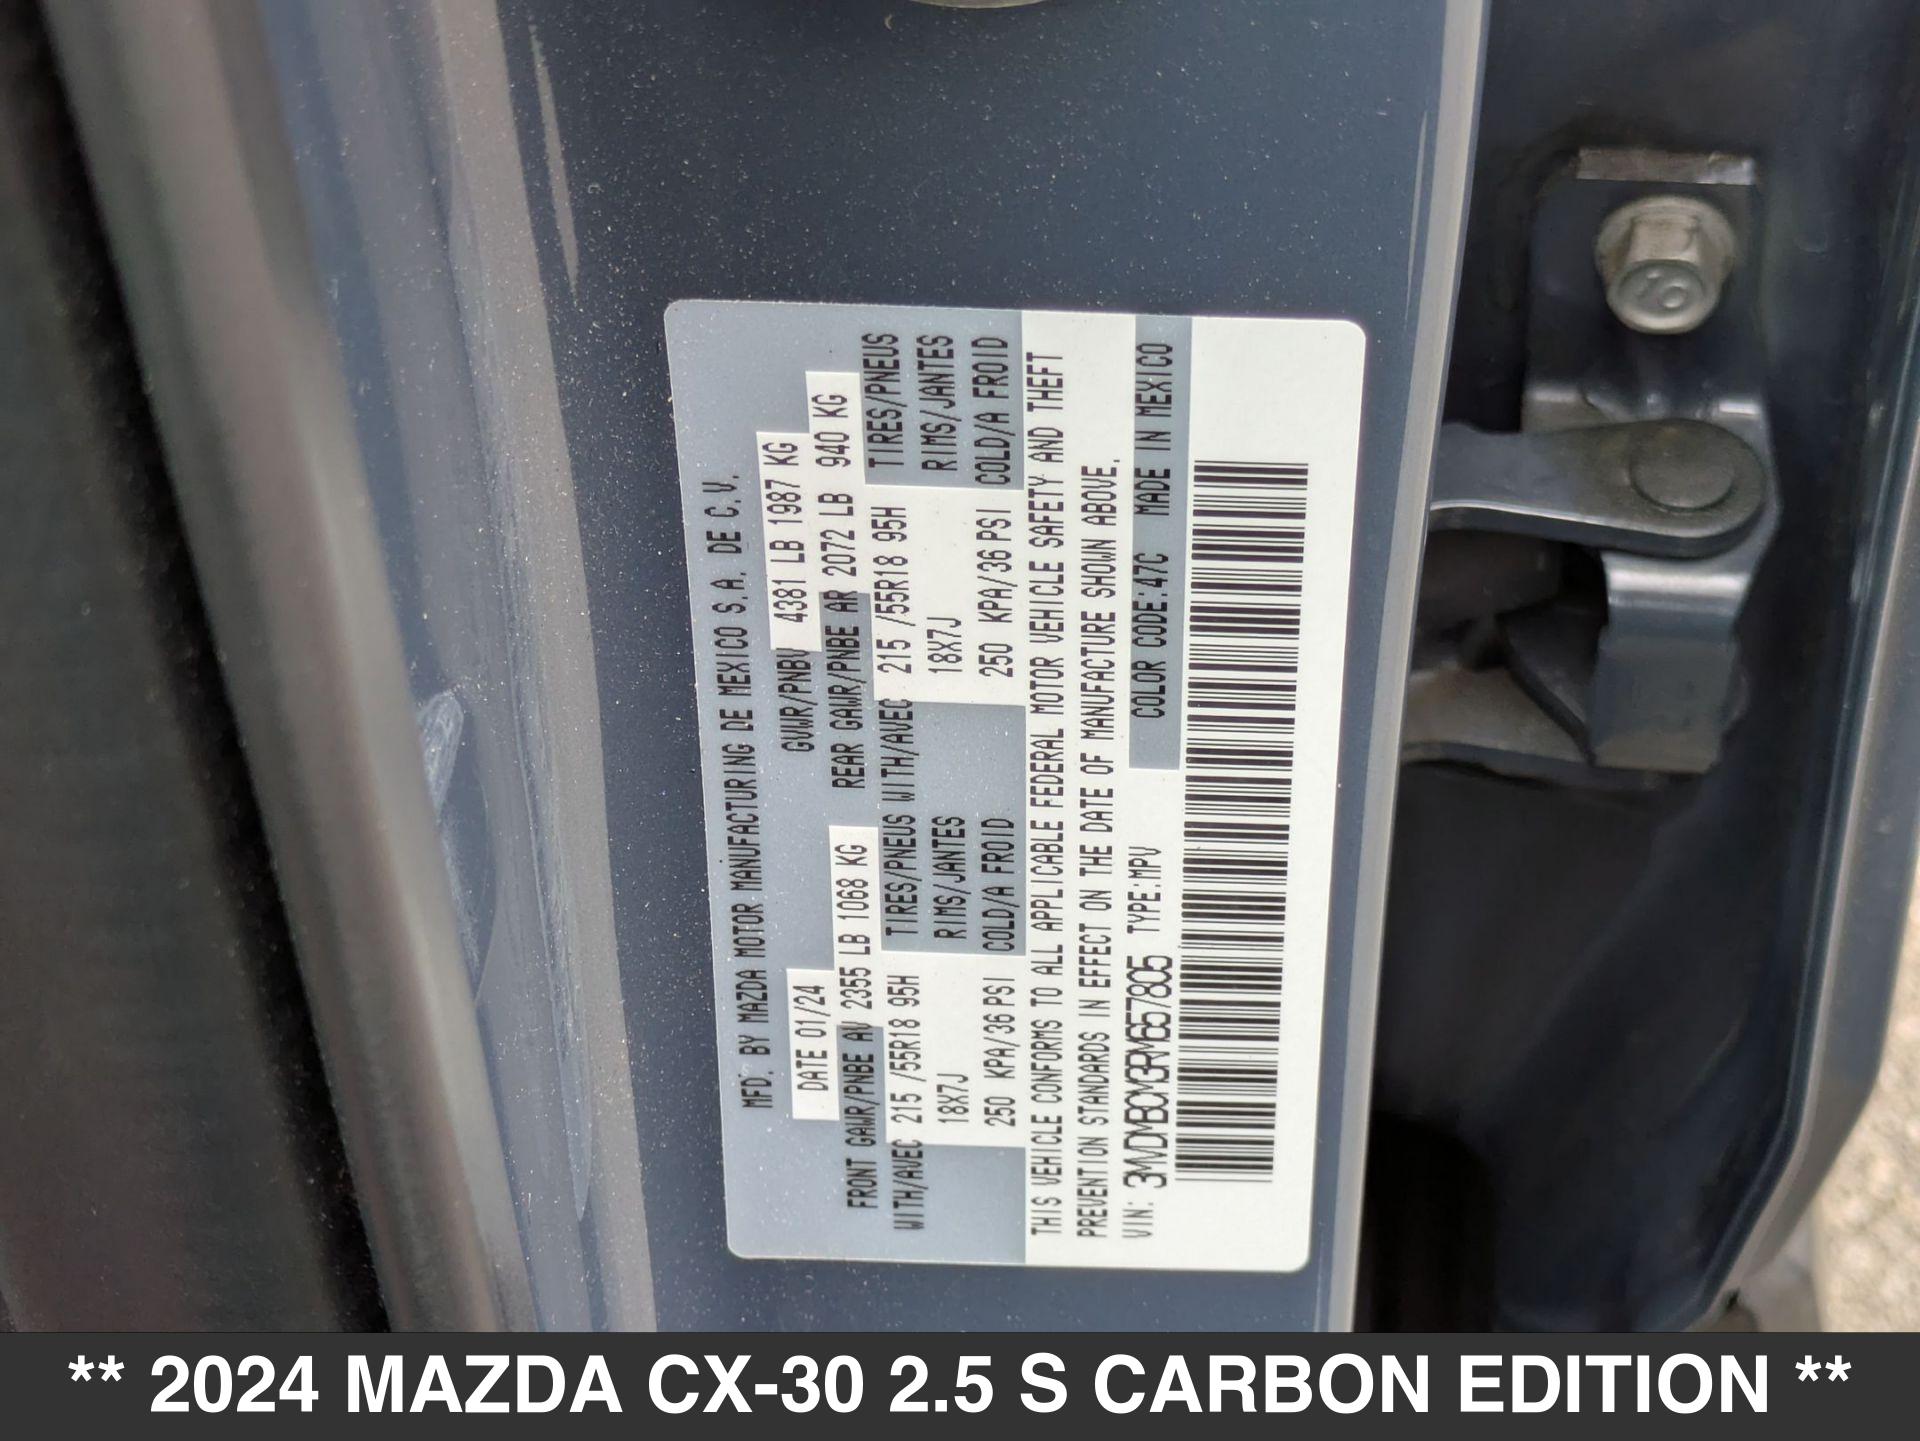 MFD. BY MAZDA MOTOR MANUFACTURING DE MEXICO S.A. DE C.V.
DATE 01/24 GVWR/PNBV 4381 LB 1987 KG
FRONT GAWR/PNBE AV 2355 LB 1068 KG REAR GAWR/PNBE AR 2072 LB 940 KG
WITH/AVEC 215 /55R18 95H TIRES/PNEUS WITH/AVEC 215 /55R18 95H TIRES/PNEUS
18X7J RIMS/JANTES 18X7J RIMS/JANTES
250 KPA/36 PSI COLD/A FROID 250 KPA/36 PSI COLD/A FROID
THIS VEHICLE CONFORMS TO ALL APPLICABLE FEDERAL MOTOR VEHICLE SAFETY AND THEFT
PREVENTION STANDARDS IN EFFECT ON THE DATE OF MANUFACTURE SHOWN ABOVE.
VIN: 3MVDMBCM3RM657805 TYPE:MPV COLOR CODE:47C MADE IN MEXICO
10
** 2024 MAZDA CX-30 2.5 S CARBON EDITION **